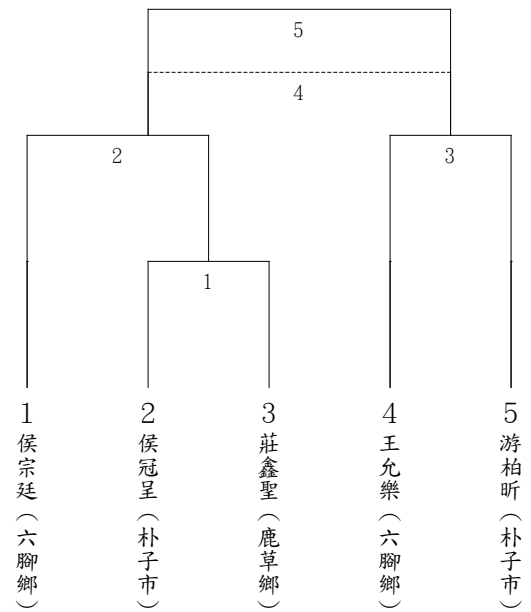 5
4
2
3
1
1 侯宗廷（六腳鄉）
2 侯冠呈（朴子市）
3 莊鑫聖（鹿草鄉）
4 王允樂（六腳鄉）
5 游柏昕（朴子市）